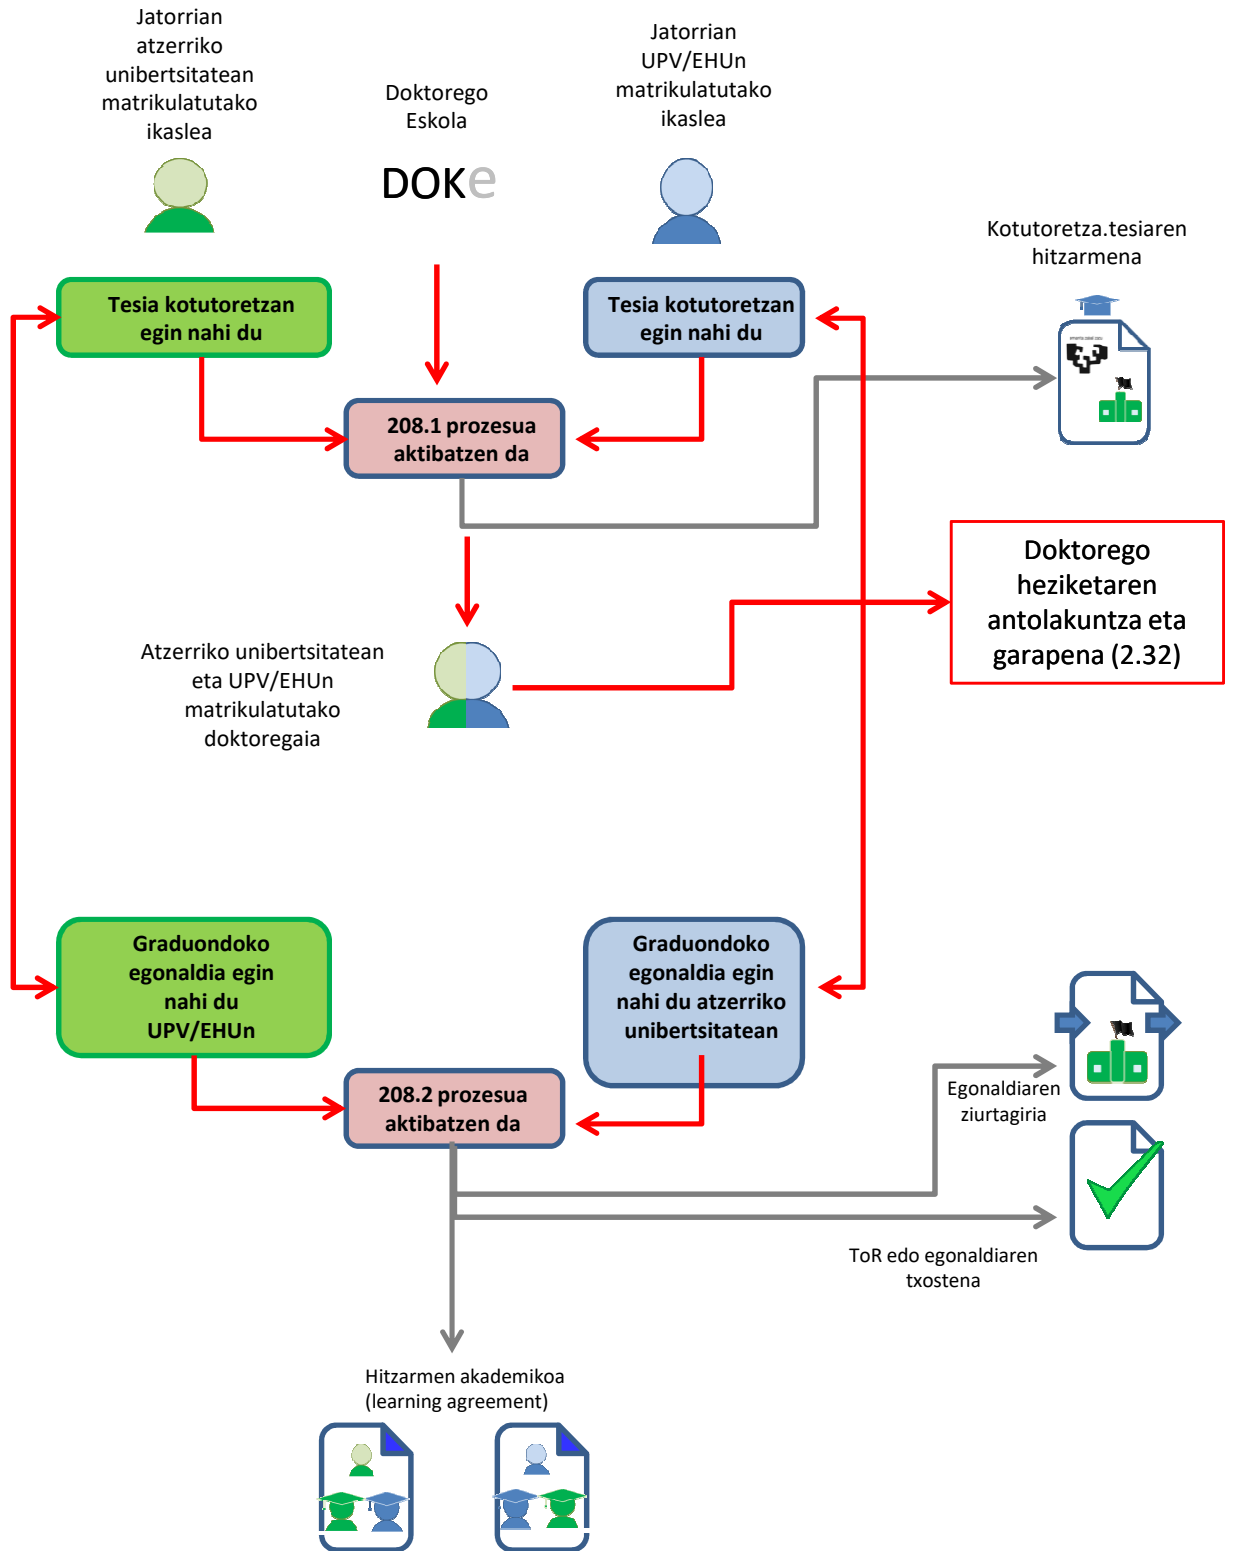 Jatorrian
atzerriko
unibertsitatean
matrikulatutako
ikaslea
Doktorego
Eskola
DOKe
Jatorrian
UPV/EHUn
matrikulatutako
ikaslea
Kotutoretza.tesiaren
hitzarmena
Tesia kotutoretzan
egin nahi du
Tesia kotutoretzan
egin nahi du
208.1 prozesua
aktibatzen da
Doktorego
heziketaren
antolakuntza eta
garapena (2.32)
Atzerriko unibertsitatean
eta UPV/EHUn
matrikulatutako
doktoregaia
Graduondoko
egonaldia egin
nahi du
UPV/EHUn
Graduondoko
egonaldia egin
nahi du atzerriko
unibertsitatean
208.2 prozesua
aktibatzen da
Egonaldiaren
ziurtagiria
ToR edo egonaldiaren
txostena
Hitzarmen akademikoa
(learning agreement)